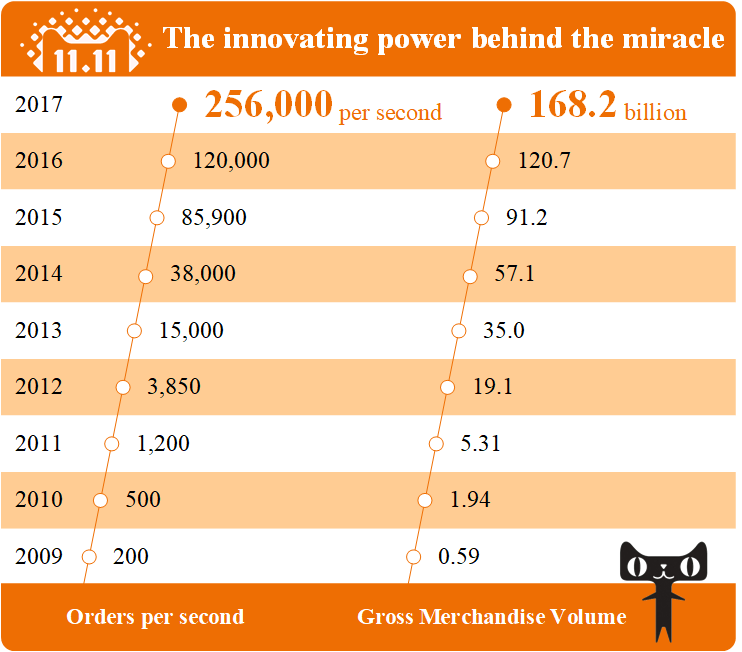 11.11 The innovating power behind the miracle
2017 256,000 per second 168.2 billion
2016 120,000 120.7
2015 85,900 91.2
2014 38,000 57.1
2013 15,000 35.0
2012 3,850 19.1
2011 1,200 5.31
2010 500 1.94
2009 200 0.59
Orders per second Gross Merchandise Volume